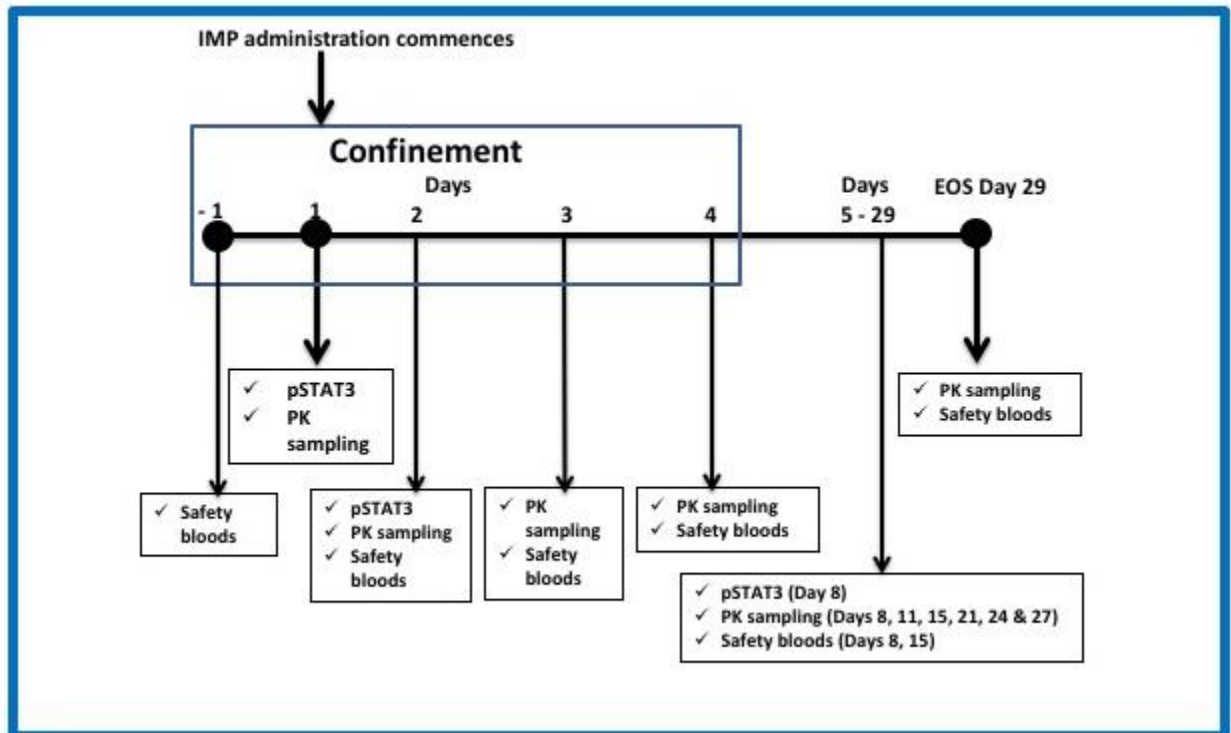 IMP administration commences
Confinement
Days
- 1
1
2
3
4
Days
5 - 29
EOS Day 29
✓ pSTAT3
✓ PK
sampling
✓ PK sampling
✓ Safety bloods
✓ Safety
bloods
✓ pSTAT3
✓ PK sampling
✓ Safety
bloods
✓ PK
sampling
✓ Safety
bloods
✓ PK sampling
✓ Safety bloods
✓ pSTAT3 (Day 8)
✓ PK sampling (Days 8, 11, 15, 21, 24 & 27)
✓ Safety bloods (Days 8, 15)